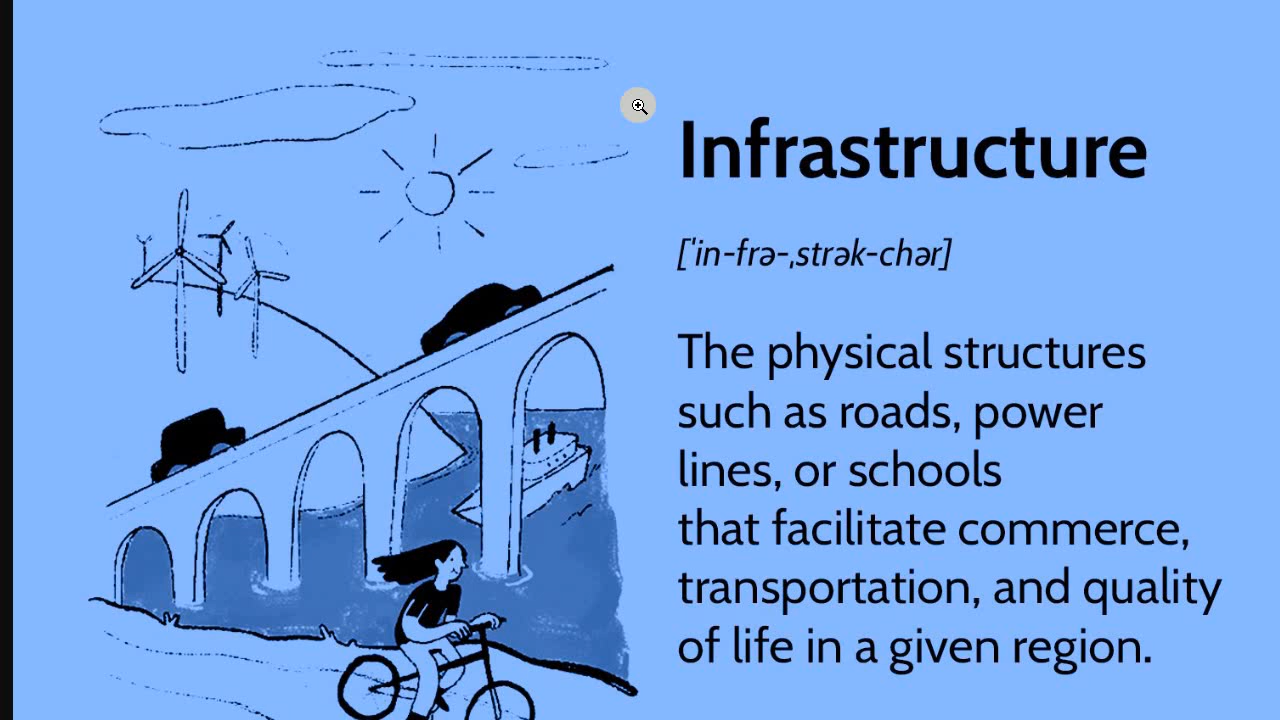 Infrastructure
[ˈin-frə-ˌstrək-chər]
The physical structures
such as roads, power
lines, or schools
that facilitate commerce,
transportation, and quality
of life in a given region.